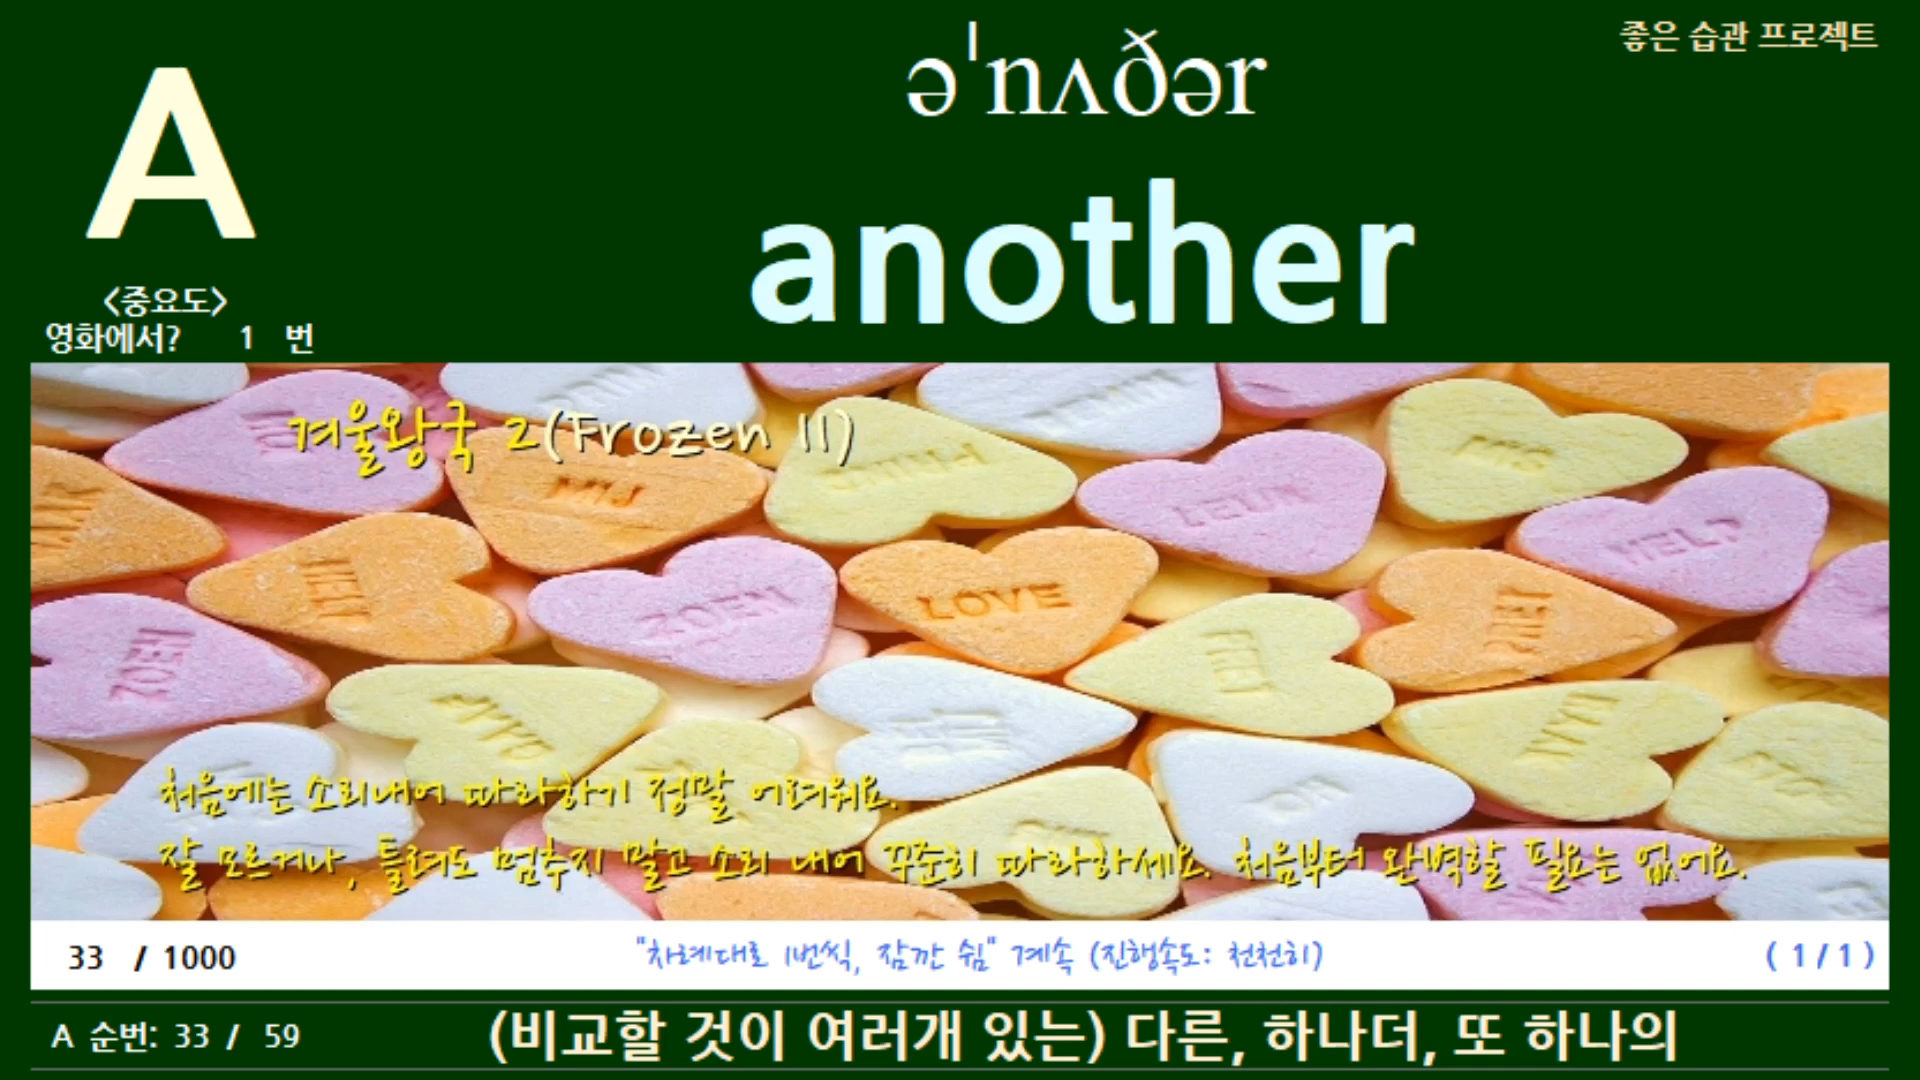 좋은 습관 프로젝트
A
əˈnʌðər
another
<중요도>
영화에서? 1 번
겨울왕국 2(Frozen II)
MIJ
LEUK
MIS
HELP
HELP
ZOEN
LOVE
처음에는 소리내어 따라하기 정말 어려워요.
잘 모르거나, 틀려도 멈추지 말고 소리 내어 꾸준히 따라하세요. 처음부터 완벽할 필요는 없어요.
33 / 1000
"차례대로 1번씩, 잠깐 쉼" 계속 (진행속도: 천천히)
( 1 / 1 )
A 순번: 33 / 59
(비교할 것이 여러개 있는) 다른, 하나더, 또 하나의